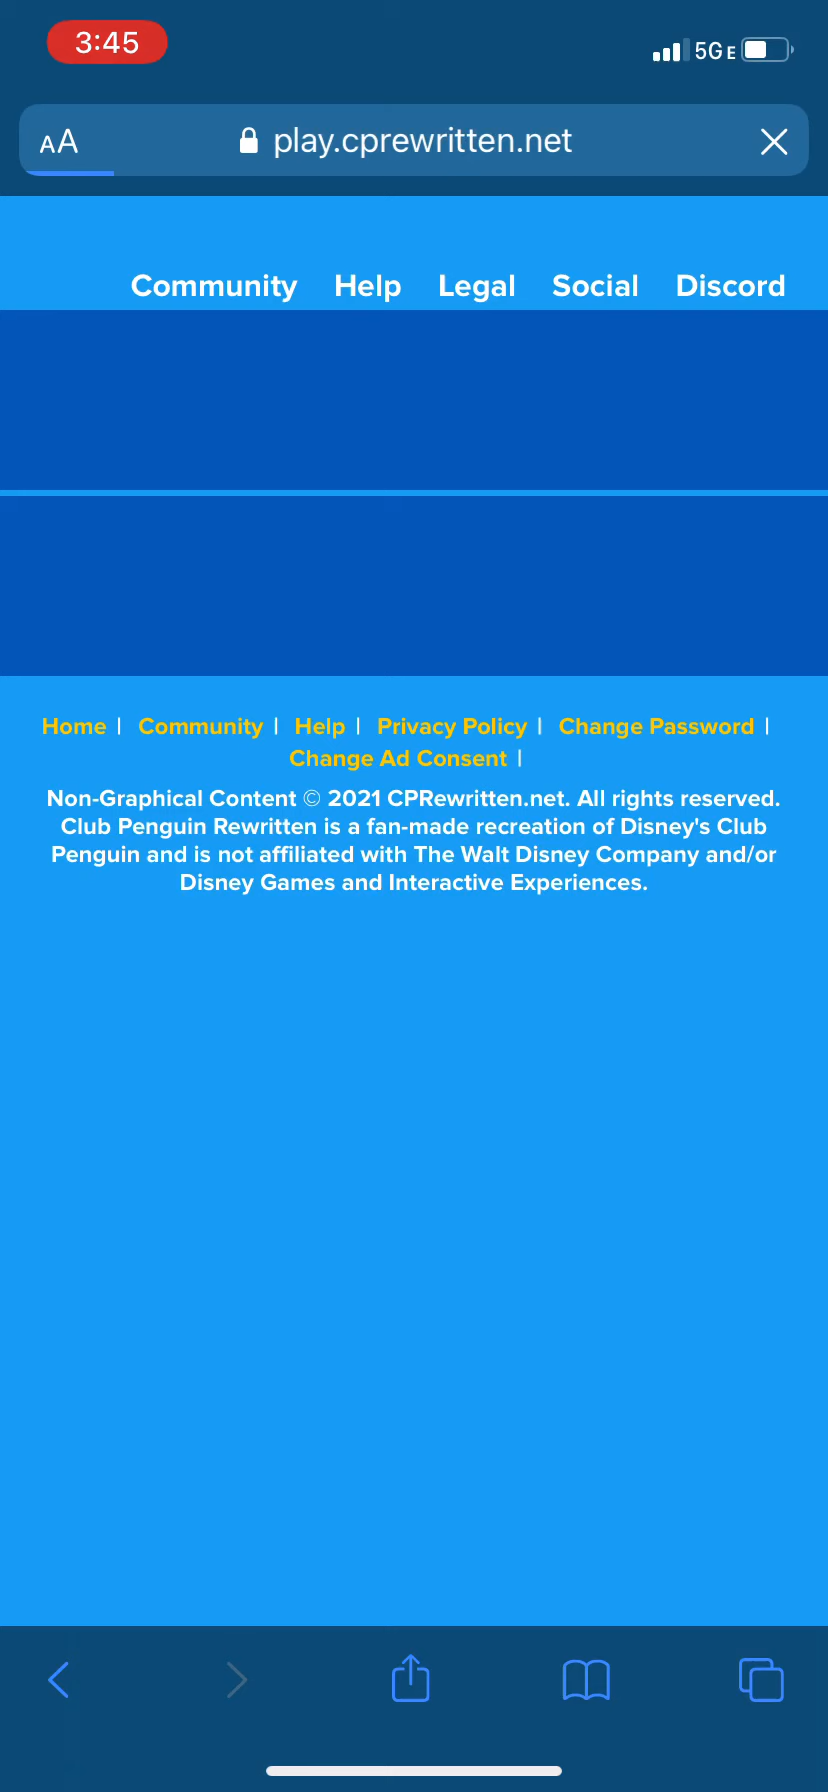 3:45
5G E
AA play.cprewritten.net
Community Help Legal Social Discord
Home | Community | Help | Privacy Policy | Change Password |
Change Ad Consent |
Non-Graphical Content © 2021 CPRewritten.net. All rights reserved.
Club Penguin Rewritten is a fan-made recreation of Disney's Club
Penguin and is not affiliated with The Walt Disney Company and/or
Disney Games and Interactive Experiences.